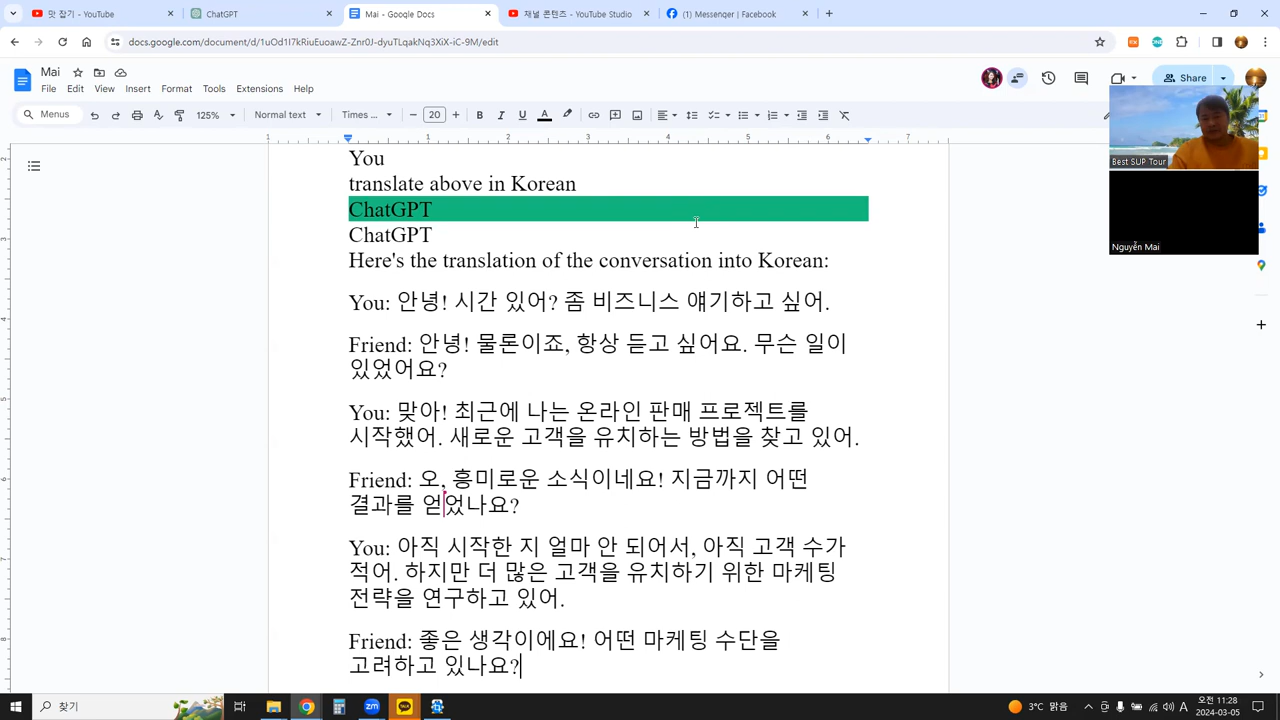 맛 잡기 - YouTube
ChatGPT
Mai - Google Docs
채널 콘텐츠 - YouTube Studio
(1) Messenger | Facebook
docs.google.com/document/d/1uOd1I7kRiuEuoawZ-Znr0J-dyuTLqakNq3XiX-iC-9M/edit
Mai
File Edit View Insert Format Tools Extensions Help
Share
Menus
125%
Normal text
Times ...
20
1 1 2 3 4 5 6 7
You
translate above in Korean
ChatGPT
ChatGPT
Here's the translation of the conversation into Korean:
You: 안녕! 시간 있어? 좀 비즈니스 얘기하고 싶어.
Friend: 안녕! 물론이죠, 항상 듣고 싶어요. 무슨 일이
있었어요?
You: 맞아! 최근에 나는 온라인 판매 프로젝트를
시작했어. 새로운 고객을 유치하는 방법을 찾고 있어.
Friend: 오, 흥미로운 소식이네요! 지금까지 어떤
결과를 얻었나요?
You: 아직 시작한 지 얼마 안 되어서, 아직 고객 수가
적어. 하지만 더 많은 고객을 유치하기 위한 마케팅
전략을 연구하고 있어.
Friend: 좋은 생각이에요! 어떤 마케팅 수단을
고려하고 있나요?
Best SUP Tour
Nguyễn Mai
찾기
3°C 맑음
A
오전 11:28
2024-03-05